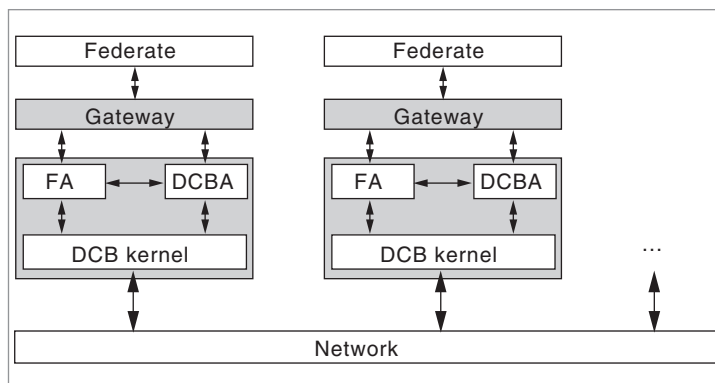 Federate Federate
Gateway Gateway
FA DCBA FA DCBA
DCB kernel DCB kernel
...
Network